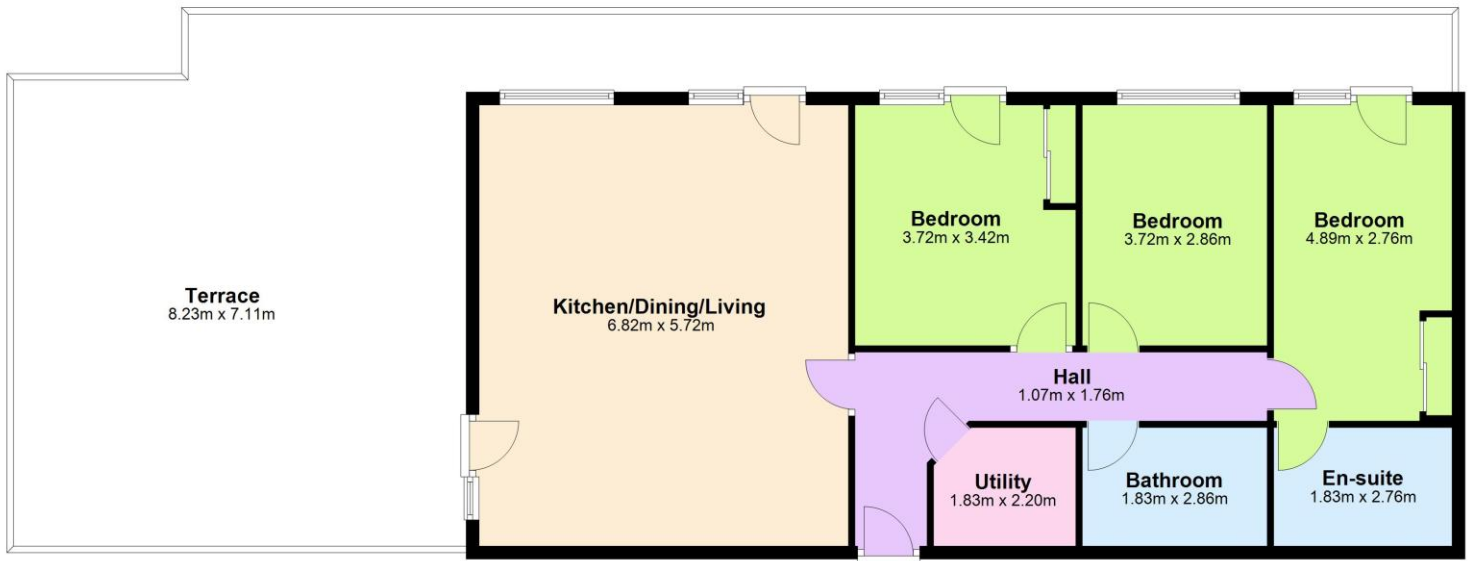 Terrace
8.23m x 7.11m
Kitchen/Dining/Living
6.82m x 5.72m
Bedroom
3.72m x 3.42m
Bedroom
3.72m x 2.86m
Bedroom
4.89m x 2.76m
Hall
1.07m x 1.76m
Utility
1.83m x 2.20m
Bathroom
1.83m x 2.86m
En-suite
1.83m x 2.76m